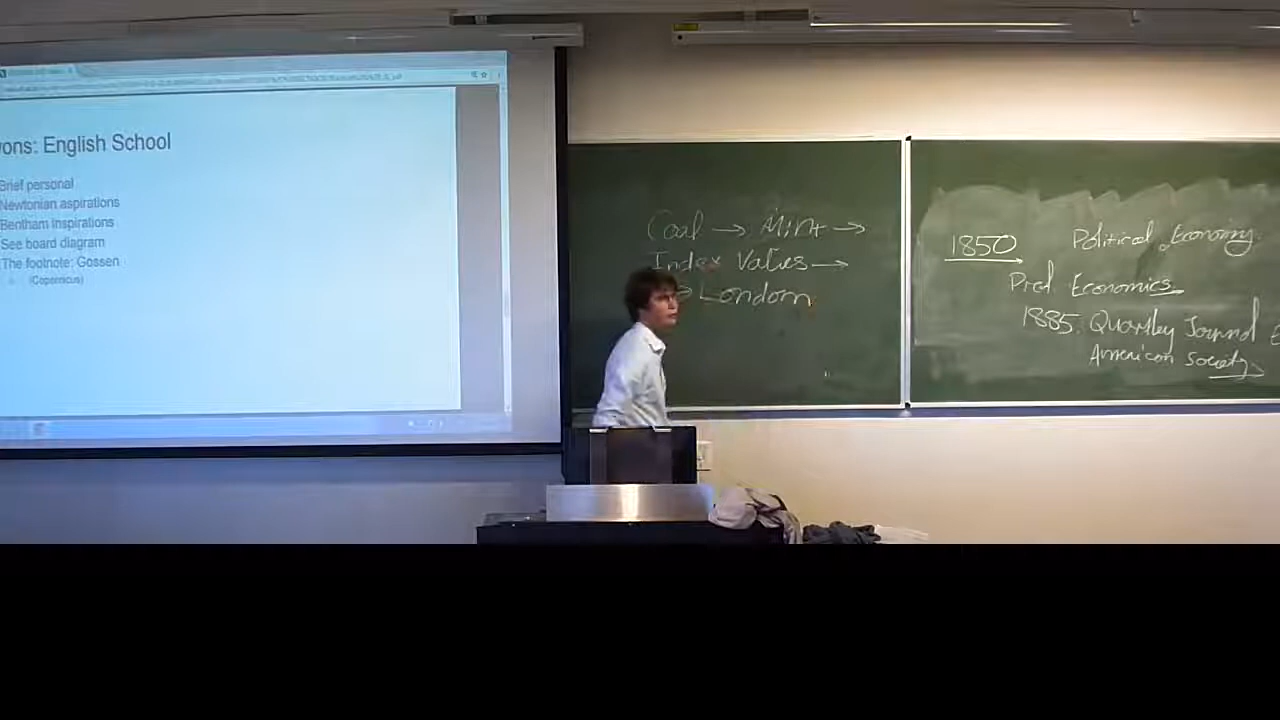 ons: English School
Brief personal
Newtonian aspirations
Bentham Inspirations
See board diagram
The footnote: Gossen
(Copernicus)
Coal → Mint →
Index Values →
→ London
1850 Political Economy.
Prof. Economics
1885. Quartley Journal
American Society